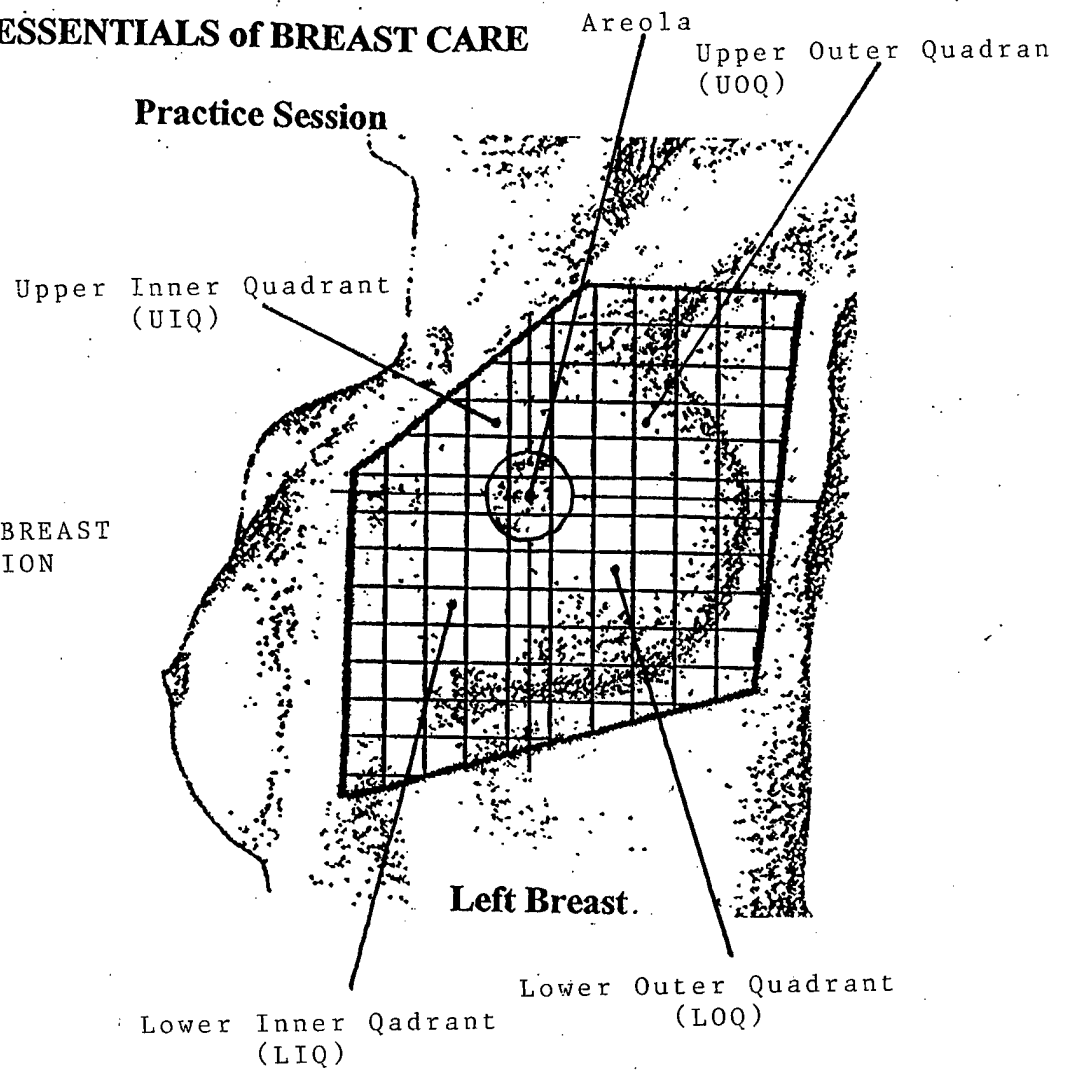 ESSENTIALS of BREAST CARE
Areola
Upper Outer Quadran
(UOQ)
Practice Session
Upper Inner Quadrant
(UIQ)
BREAST
ION
Left Breast.
Lower Outer Quadrant
(LOQ)
Lower Inner Qadrant
(LIQ)